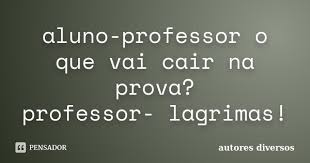 aluno-professor o
que vai cair na
prova?
professor- lagrimas!
PENSADOR
autores diversos